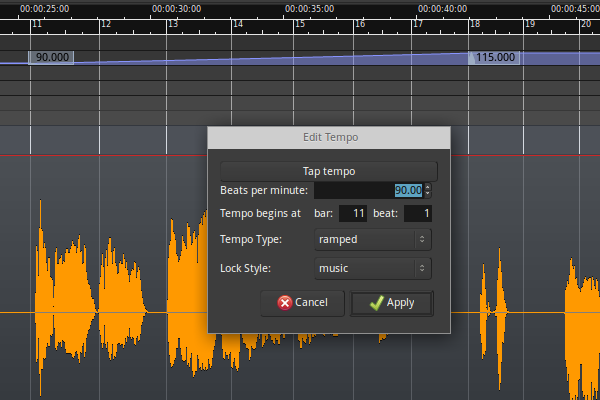 00:00:25:00 00:00:30:00 00:00:35:00 00:00:40:00 00:00:45:00
11 12 13 14 15 16 17 18 19 20
90.000 115.000
Edit Tempo
Tap tempo
Beats per minute: 90.00
Tempo begins at bar: 11 beat: 1
Tempo Type: ramped
Lock Style: music
Cancel Apply